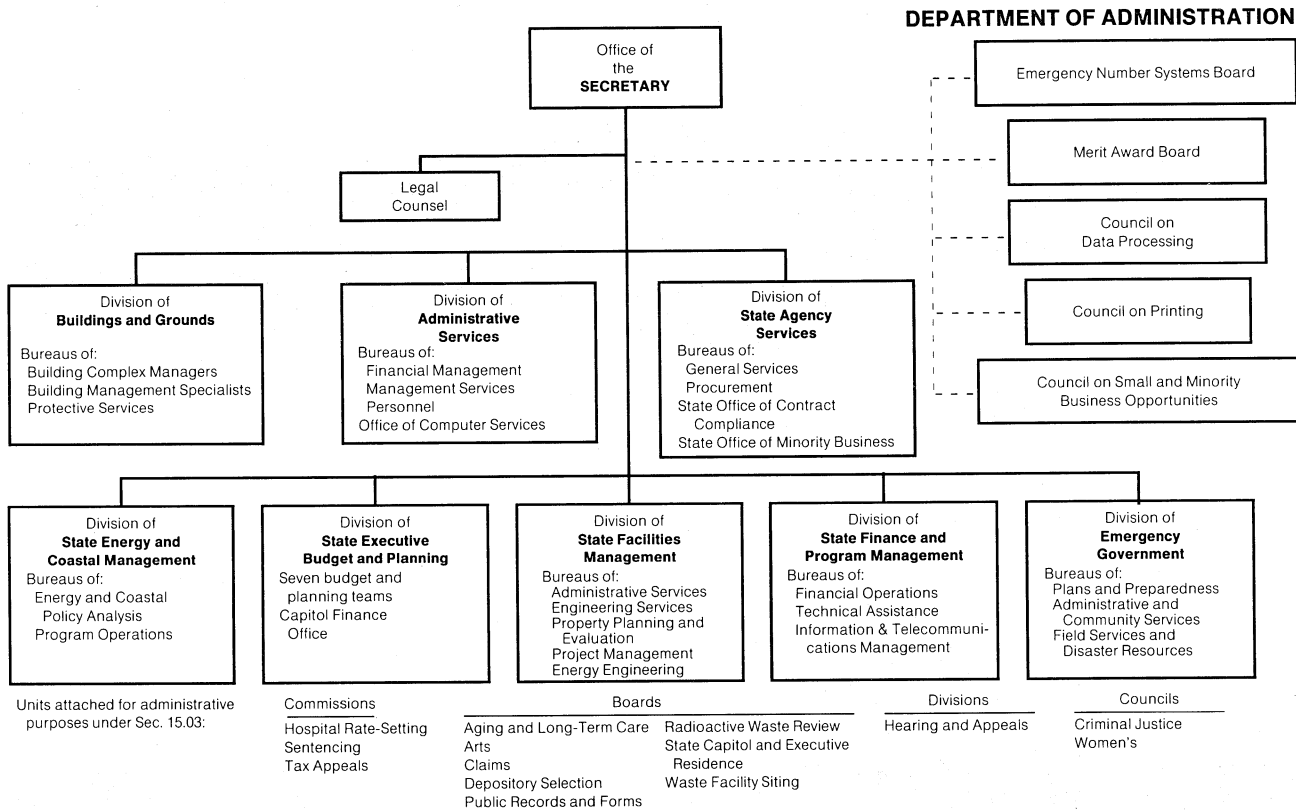 DEPARTMENT OF ADMINISTRATION
Office of
the
SECRETARY
Legal
Counsel
Emergency Number Systems Board
Merit Award Board
Council on
Data Processing
Council on Printing
Council on Small and Minority
Business Opportunities
Division of
Buildings and Grounds
Bureaus of:
Building Complex Managers
Building Management Specialists
Protective Services
Division of
Administrative
Services
Bureaus of:
Financial Management
Management Services
Personnel
Office of Computer Services
Division of
State Agency
Services
Bureaus of:
General Services
Procurement
State Office of Contract
Compliance
State Office of Minority Business
Division of
State Energy and
Coastal Management
Bureaus of:
Energy and Coastal
Policy Analysis
Program Operations
Division of
State Executive
Budget and Planning
Seven budget and
planning teams
Capitol Finance
Office
Division of
State Facilities
Management
Bureaus of:
Administrative Services
Engineering Services
Property Planning and
Evaluation
Project Management
Energy Engineering
Division of
State Finance and
Program Management
Bureaus of:
Financial Operations
Technical Assistance
Information & Telecommuni-
cations Management
Division of
Emergency
Government
Bureaus of:
Plans and Preparedness
Administrative and
Community Services
Field Services and
Disaster Resources
Units attached for administrative
purposes under Sec. 15.03:
Commissions
Hospital Rate-Setting
Sentencing
Tax Appeals
Boards
Aging and Long-Term Care
Arts
Claims
Depository Selection
Public Records and Forms
Radioactive Waste Review
State Capitol and Executive
Residence
Waste Facility Siting
Divisions
Hearing and Appeals
Councils
Criminal Justice
Women's